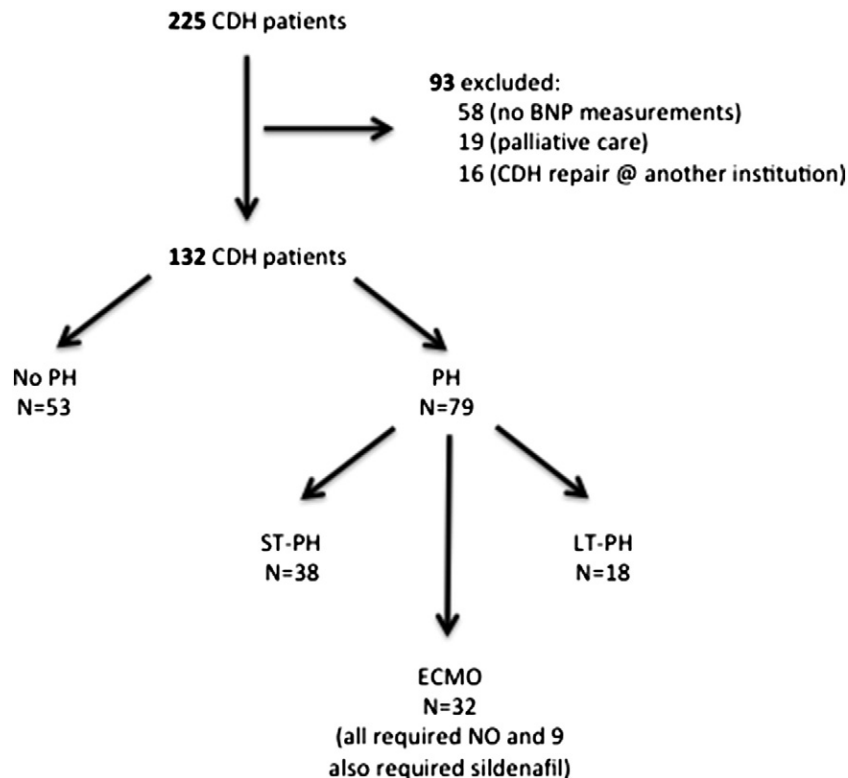 225 CDH patients
93 excluded:
58 (no BNP measurements)
19 (palliative care)
16 (CDH repair @ another institution)
132 CDH patients
No PH
N=53
PH
N=79
ST-PH
N=38
LT-PH
N=18
ECMO
N=32
(all required NO and 9
also required sildenafil)